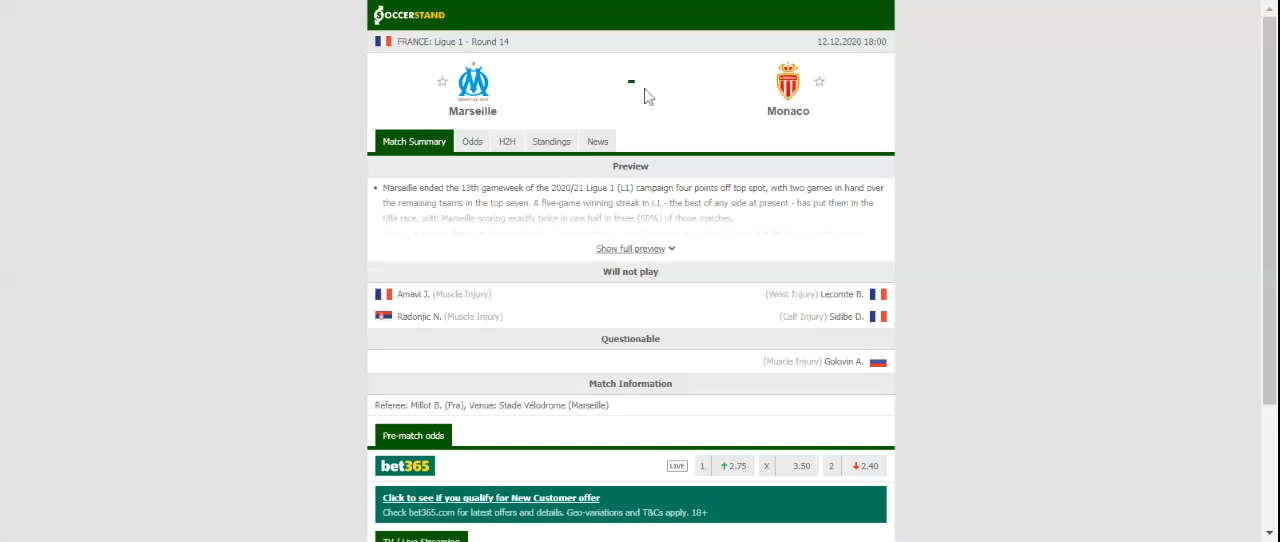 SOCCERSTAND
FRANCE: Ligue 1 - Round 14 12.12.2020 18:00
-
Marseille Monaco
Match Summary Odds H2H Standings News
Preview
Marseille ended the 13th gameweek of the 2020/21 Ligue 1 (L1) campaign four points off top spot, with two games in hand over
the remaining teams in the top seven. A five-game winning streak in L1 - the best of any side at present - has put them in the
title race, with Marseille scoring exactly twice in one half in three (60%) of those matches.
Show full preview
Will not play
Amavi J. (Muscle Injury) (Wrist Injury) Lecomte B.
Radonjic N. (Muscle Injury) (Calf Injury) Sidibe D.
Questionable
(Muscle Injury) Golovin A.
Match Information
Referee: Millot B. (Fra), Venue: Stade Vélodrome (Marseille)
Pre-match odds
bet365 LIVE 1 2.75 X 3.50 2 2.40
Click to see if you qualify for New Customer offer
Check bet365.com for latest offers and details. Geo-variations and T&Cs apply. 18+
TV / Live Streaming